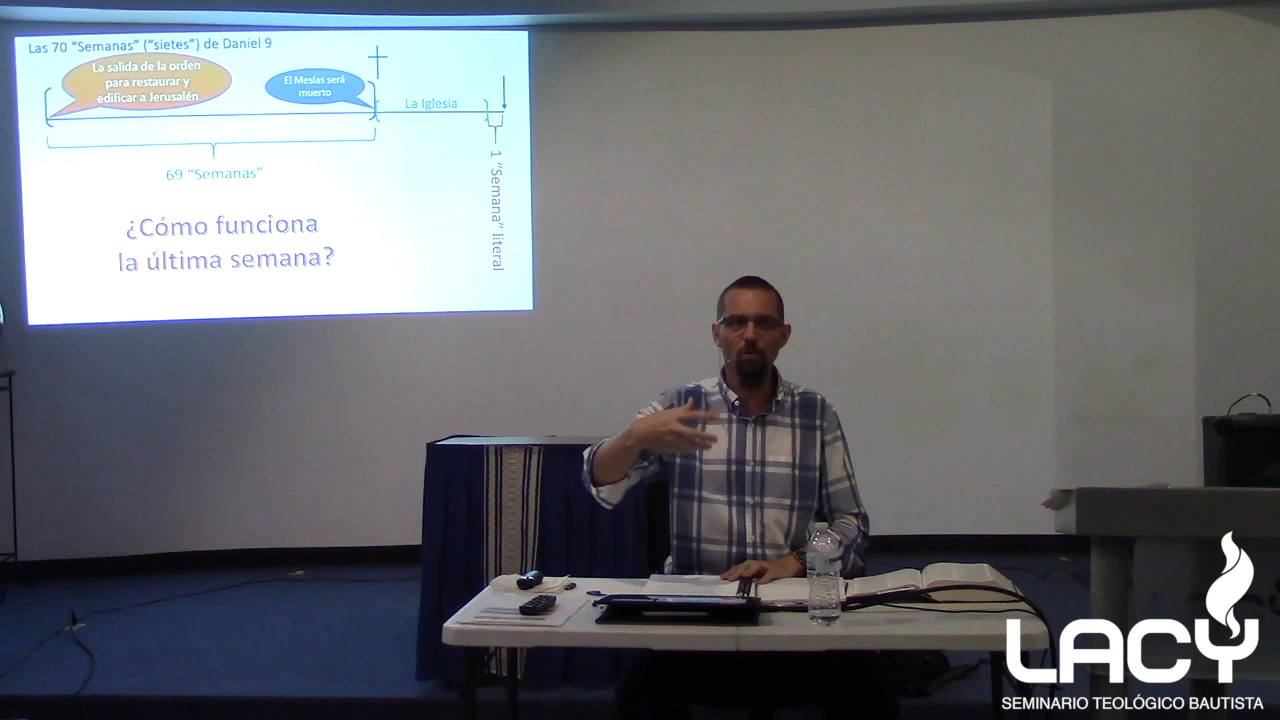 Las 70 “Semanas” (“sietes”) de Daniel 9
La salida de la orden
para restaurar y
edificar a Jerusalén
El Mesías será
muerto
La Iglesia
69 “Semanas”
1 “Semana” literal
¿Cómo funciona
la última semana?
LACY
SEMINARIO TEOLÓGICO BAUTISTA